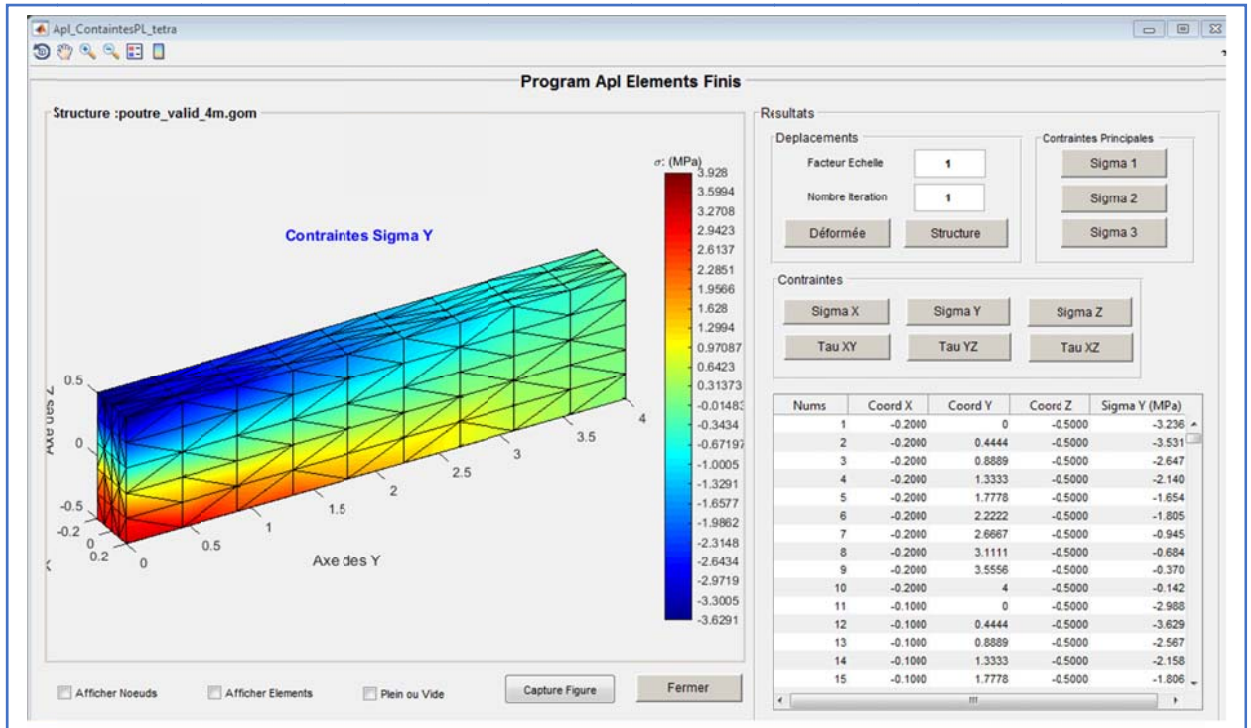 Apl_ContaintesPL_tetra
Program Apl Elements Finis
Structure :poutre_valid_4m.gom
σ: (MPa)
Contraintes Sigma Y
3.928
3.5994
3.2708
2.9423
2.6137
2.2851
1.9566
1.628
1.2994
0.97087
0.6423
0.31373
-0.01483
-0.3434
-0.67197
-1.0005
-1.3291
-1.6577
-1.9862
-2.3148
-2.6434
-2.9719
-3.3005
-3.6291
0.5
0
-0.5
Axe des Z
-0.2
0
0.2
0
0.5
1
1.5
2
2.5
3
3.5
4
Axe des Y
Afficher Noeuds
Afficher Elements
Plein ou Vide
Capture Figure
Fermer
Resultats
Deplacements
Facteur Echelle 1
Nombre Iteration 1
Déformée Structure
Contraintes Principales
Sigma 1
Sigma 2
Sigma 3
Contraintes
Sigma X Sigma Y Sigma Z
Tau XY Tau YZ Tau XZ
Nums Coord X Coord Y Coord Z Sigma Y (MPa)
1 -0.2000 0 -0.5000 -3.236
2 -0.2000 0.4444 -0.5000 -3.531
3 -0.2000 0.8889 -0.5000 -2.647
4 -0.2000 1.3333 -0.5000 -2.140
5 -0.2000 1.7778 -0.5000 -1.654
6 -0.2000 2.2222 -0.5000 -1.805
7 -0.2000 2.6667 -0.5000 -0.945
8 -0.2000 3.1111 -0.5000 -0.684
9 -0.2000 3.5556 -0.5000 -0.370
10 -0.2000 4 -0.5000 -0.142
11 -0.1000 0 -0.5000 -2.988
12 -0.1000 0.4444 -0.5000 -3.629
13 -0.1000 0.8889 -0.5000 -2.567
14 -0.1000 1.3333 -0.5000 -2.158
15 -0.1000 1.7778 -0.5000 -1.806